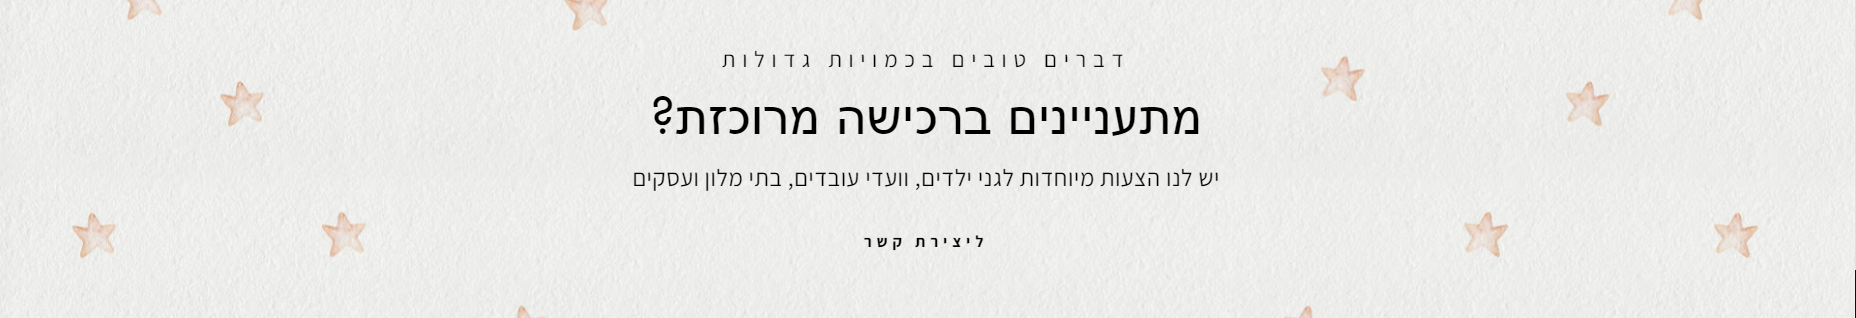 דברים טובים בכמויות גדולות
מתעניינים ברכישה מרוכזת?
יש לנו הצעות מיוחדות לגני ילדים, וועדי עובדים, בתי מלון ועסקים
ליצירת קשר